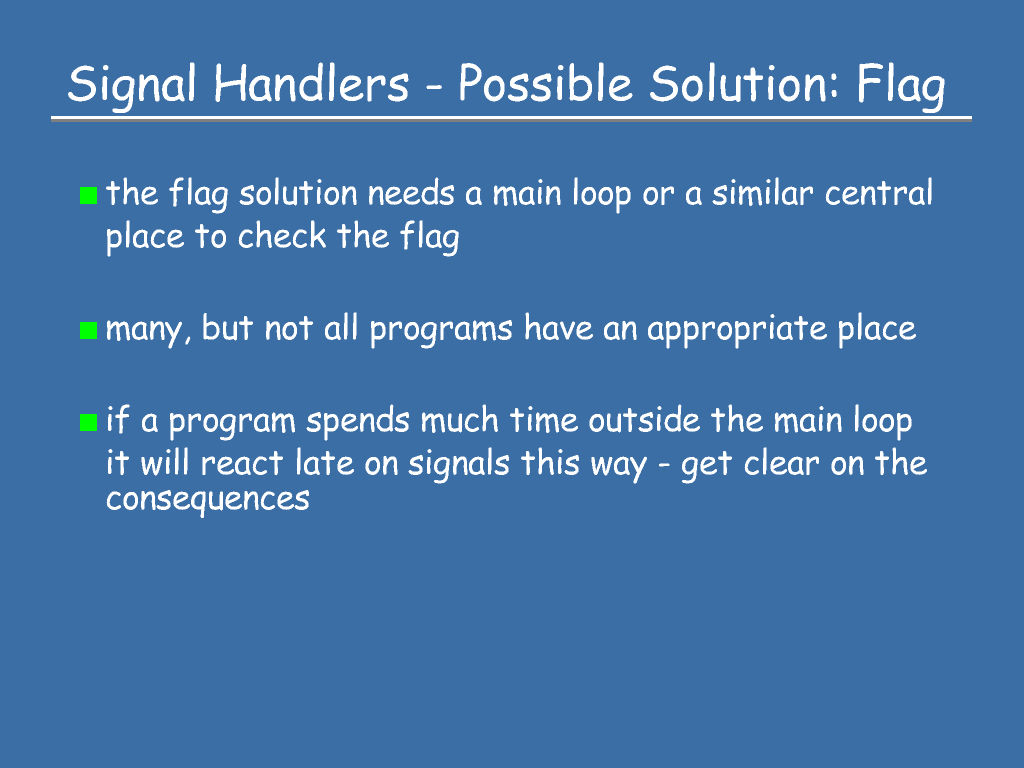 Signal Handlers - Possible Solution: Flag
the flag solution needs a main loop or a similar central
place to check the flag
many, but not all programs have an appropriate place
if a program spends much time outside the main loop
it will react late on signals this way - get clear on the
consequences